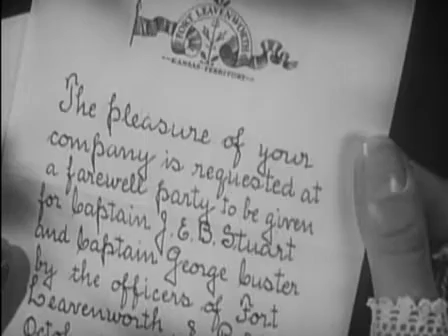 FORT LEAVENWORTH
KANSAS TERRITORY
The pleasure of your
company is requested at
a farewell party to be given
for Captain J.E.B. Stuart
and Captain George Custer
by the officers of Fort
Leavenworth